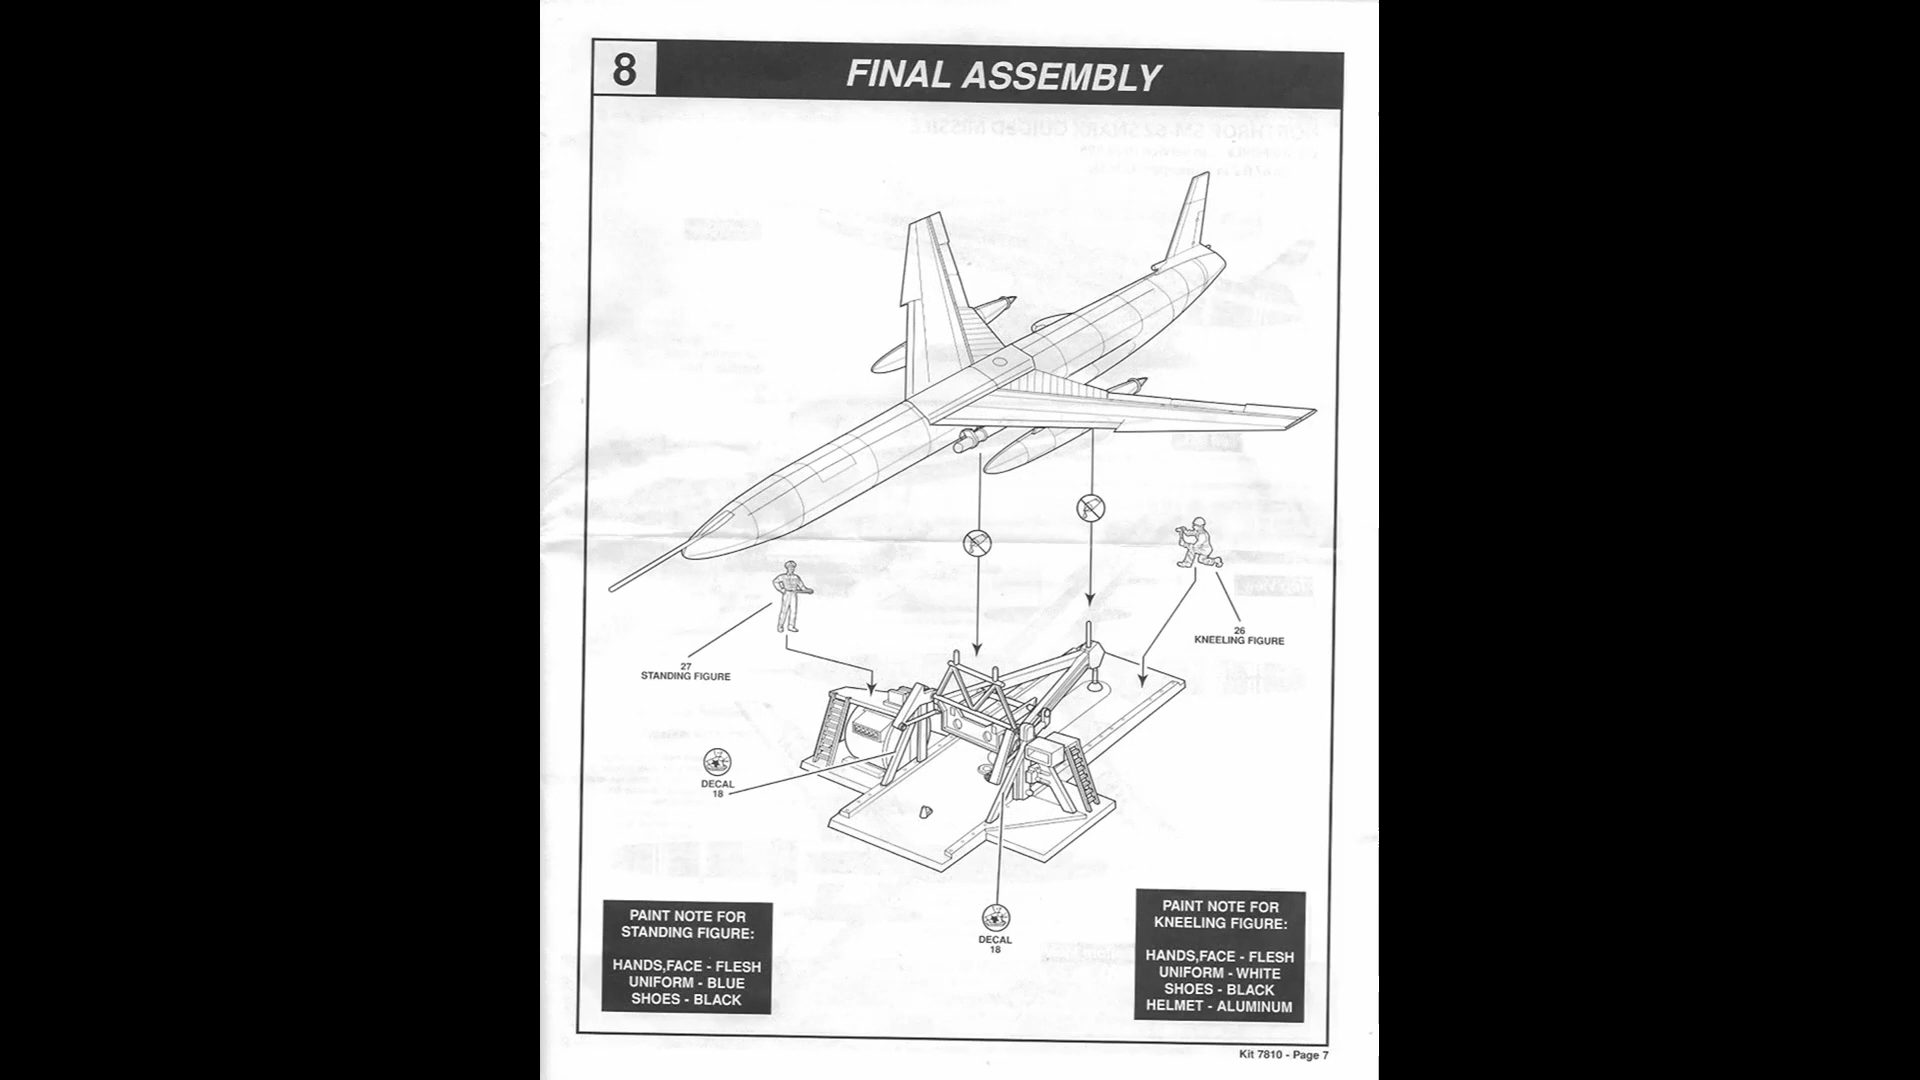 8
FINAL ASSEMBLY
27
STANDING FIGURE
26
KNEELING FIGURE
DECAL
18
DECAL
18
PAINT NOTE FOR
STANDING FIGURE:
HANDS,FACE - FLESH
UNIFORM - BLUE
SHOES - BLACK
PAINT NOTE FOR
KNEELING FIGURE:
HANDS,FACE - FLESH
UNIFORM - WHITE
SHOES - BLACK
HELMET - ALUMINUM
Kit 7810 - Page 7